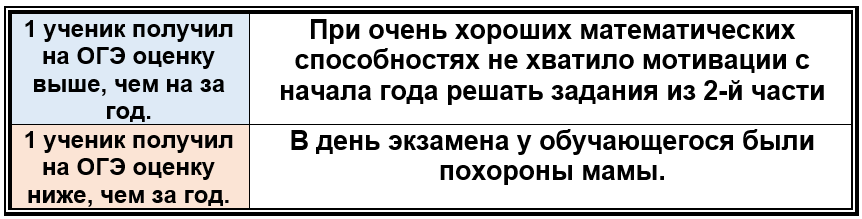 1 ученик получил
на ОГЭ оценку
выше, чем на за
год.
При очень хороших математических
способностях не хватило мотивации с
начала года решать задания из 2-й части
1 ученик получил
на ОГЭ оценку
ниже, чем за год.
В день экзамена у обучающегося были
похороны мамы.